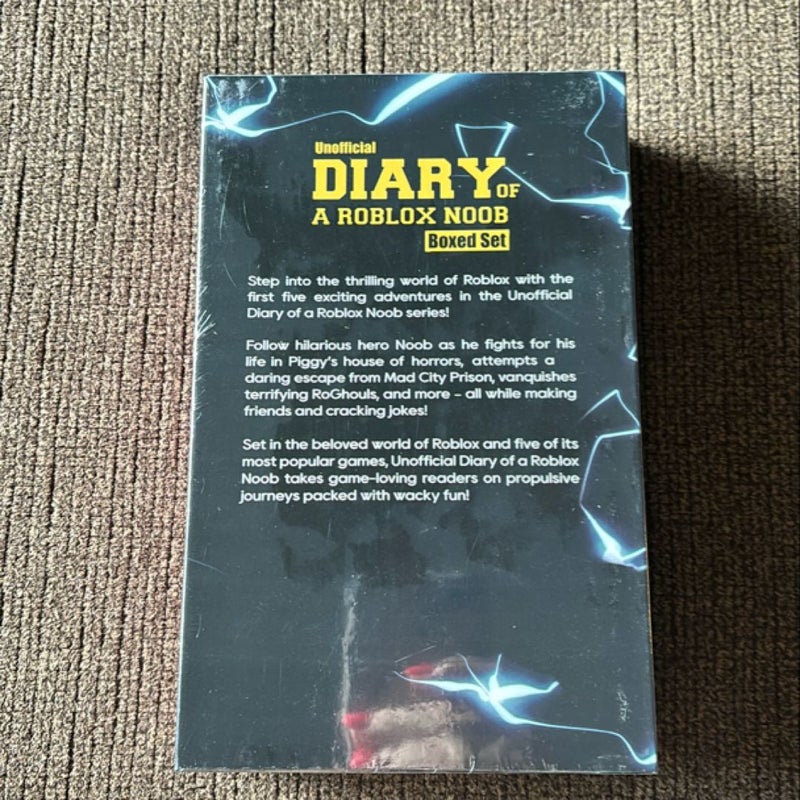 Unofficial
DIARY OF
A ROBLOX NOOB
Boxed Set
Step into the thrilling world of Roblox with the
first five exciting adventures in the Unofficial
Diary of a Roblox Noob series!
Follow hilarious hero Noob as he fights for his
life in Piggy's house of horrors, attempts a
daring escape from Mad City Prison, vanquishes
terrifying RoGhouls, and more – all while making
friends and cracking jokes!
Set in the beloved world of Roblox and five of its
most popular games, Unofficial Diary of a Roblox
Noob takes game-loving readers on propulsive
journeys packed with wacky fun!